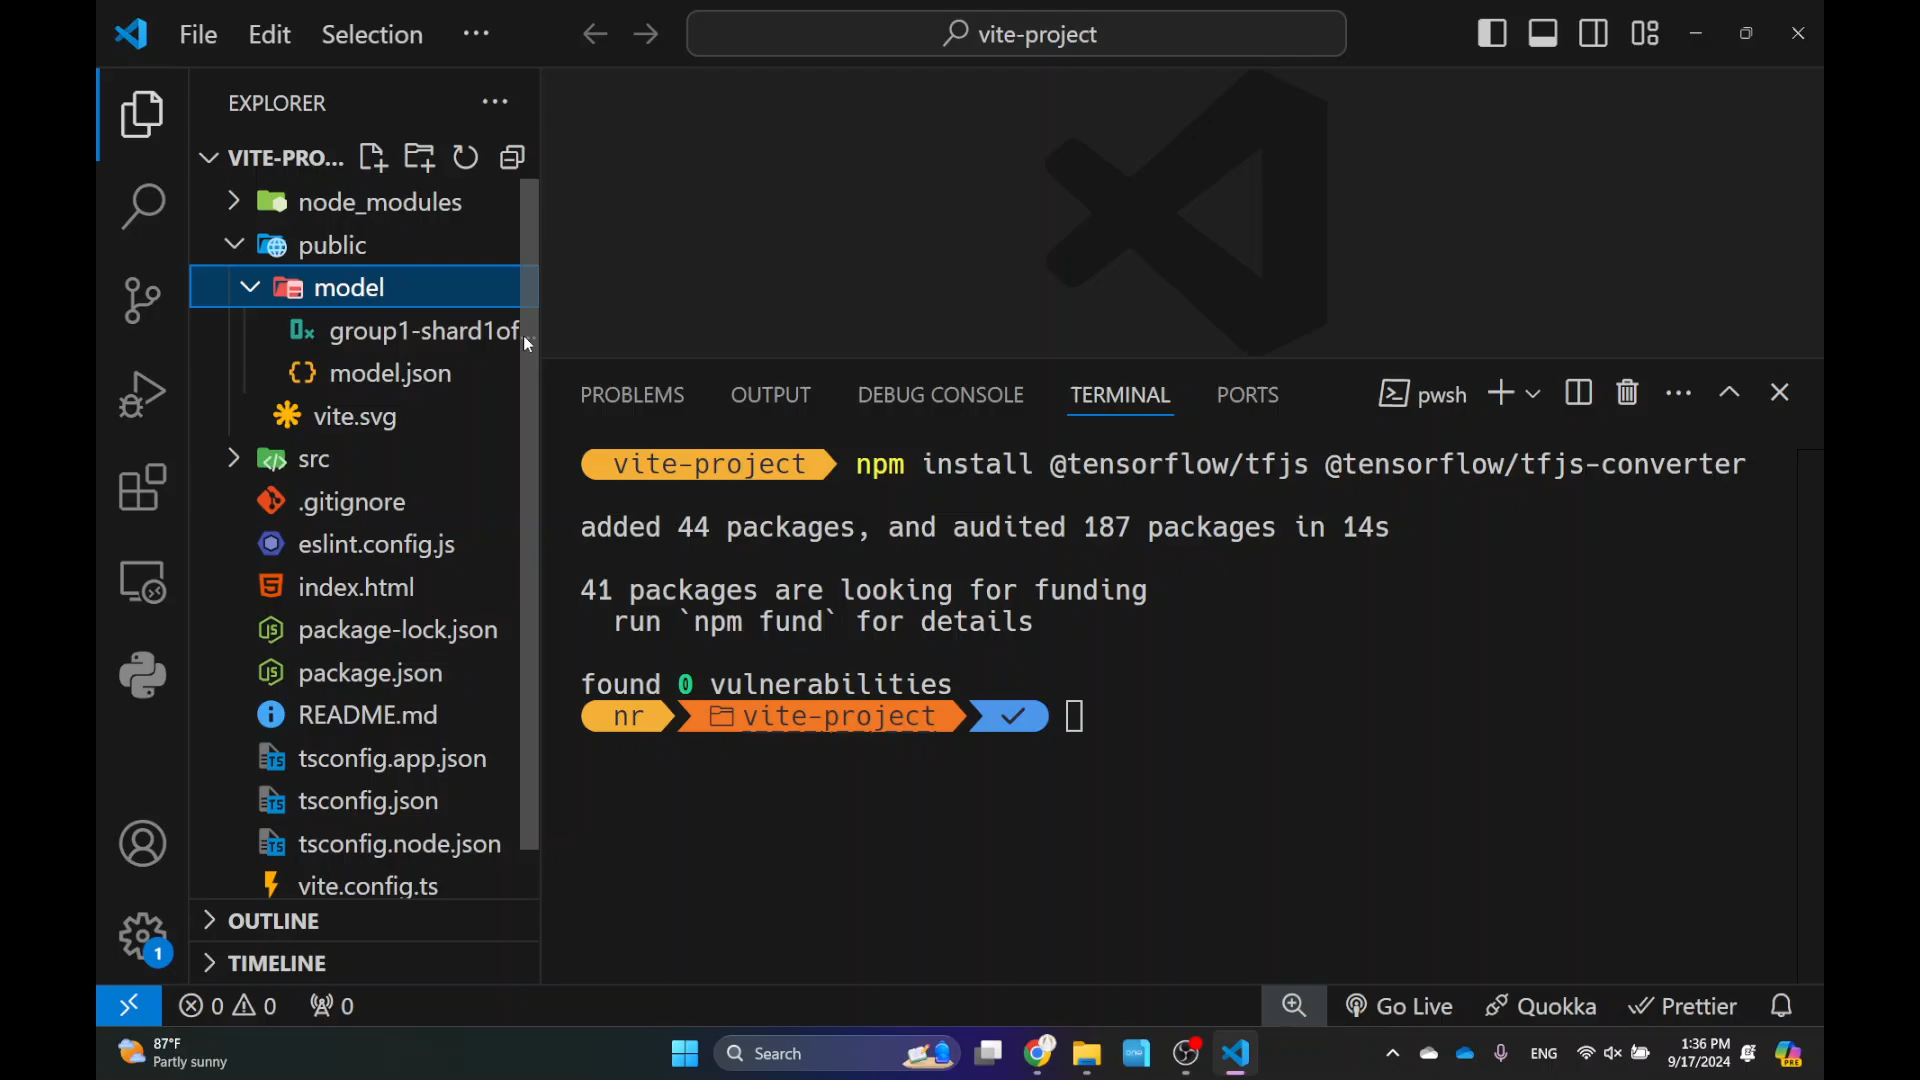 File Edit Selection ··· vite-project
EXPLORER ···
VITE-PRO...
node_modules
public
model
group1-shard1of...
model.json
vite.svg
src
.gitignore
eslint.config.js
index.html
package-lock.json
package.json
README.md
tsconfig.app.json
tsconfig.json
tsconfig.node.json
vite.config.ts
OUTLINE
TIMELINE
1
PROBLEMS OUTPUT DEBUG CONSOLE TERMINAL PORTS pwsh
vite-project npm install @tensorflow/tfjs @tensorflow/tfjs-converter
added 44 packages, and audited 187 packages in 14s
41 packages are looking for funding
run `npm fund` for details
found 0 vulnerabilities
nr vite-project
0 0 0 Go Live Quokka Prettier
87°F
Partly sunny
Search
ENG
1:36 PM
9/17/2024